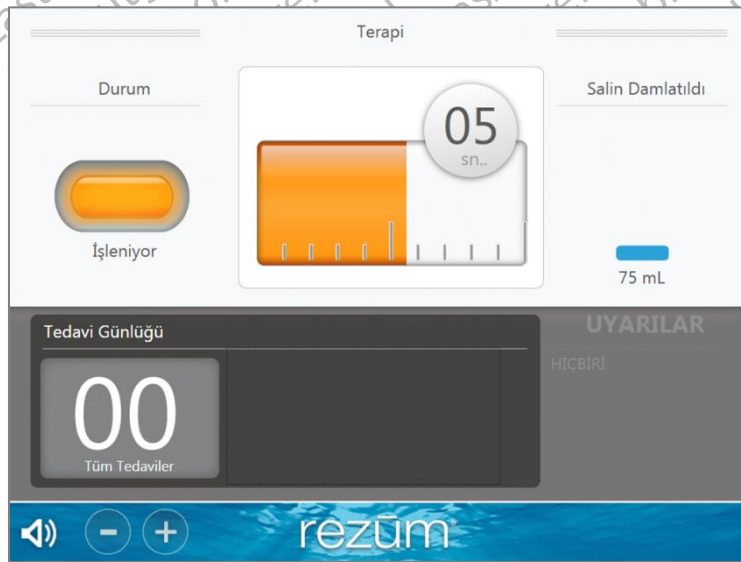 Terapi
Durum
Salin Damlatıldı
05
sn..
İşleniyor
75 mL
Tedavi Günlüğü
UYARILAR
HİÇBİRİ
00
Tüm Tedaviler
- +
rezūm